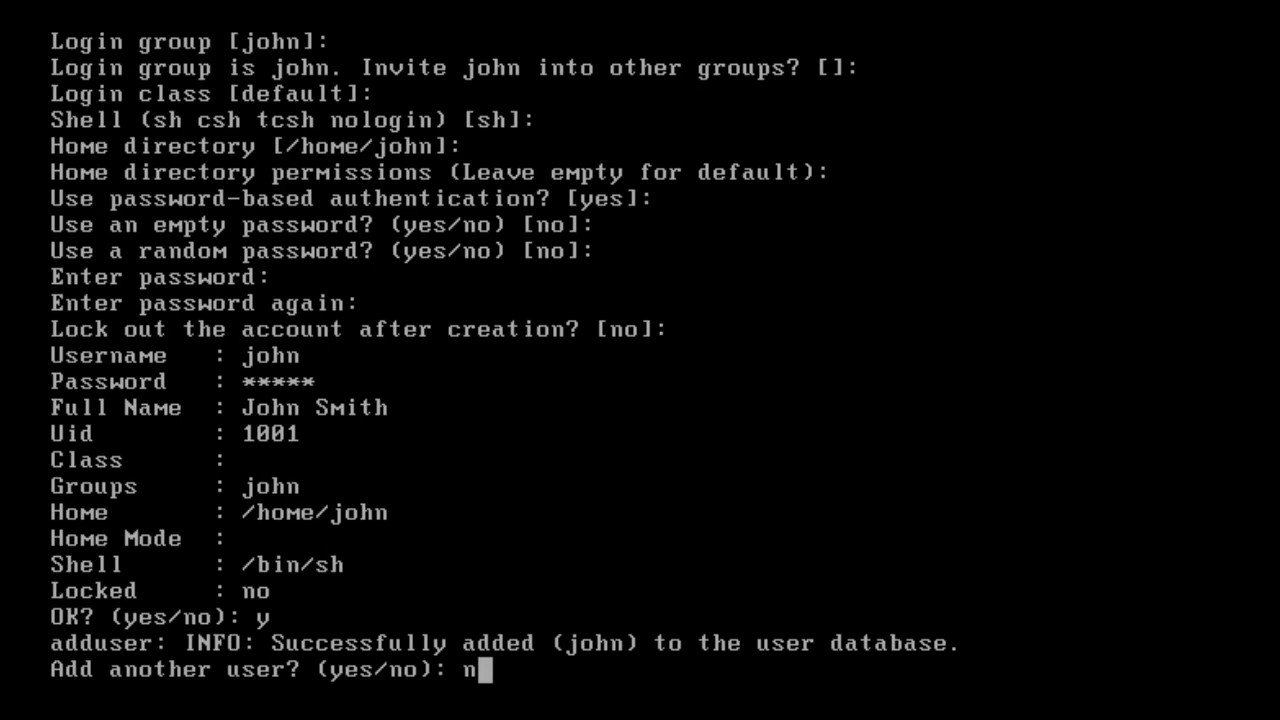 Login group [john]:
Login group is john. Invite john into other groups? []:
Login class [default]:
Shell (sh csh tcsh nologin) [sh]:
Home directory [/home/john]:
Home directory permissions (Leave empty for default):
Use password-based authentication? [yes]:
Use an empty password? (yes/no) [no]:
Use a random password? (yes/no) [no]:
Enter password:
Enter password again:
Lock out the account after creation? [no]:
Username   : john
Password   : *****
Full Name  : John Smith
Uid        : 1001
Class      :
Groups     : john
Home       : /home/john
Home Mode  :
Shell      : /bin/sh
Locked     : no
OK? (yes/no): y
adduser: INFO: Successfully added (john) to the user database.
Add another user? (yes/no): n